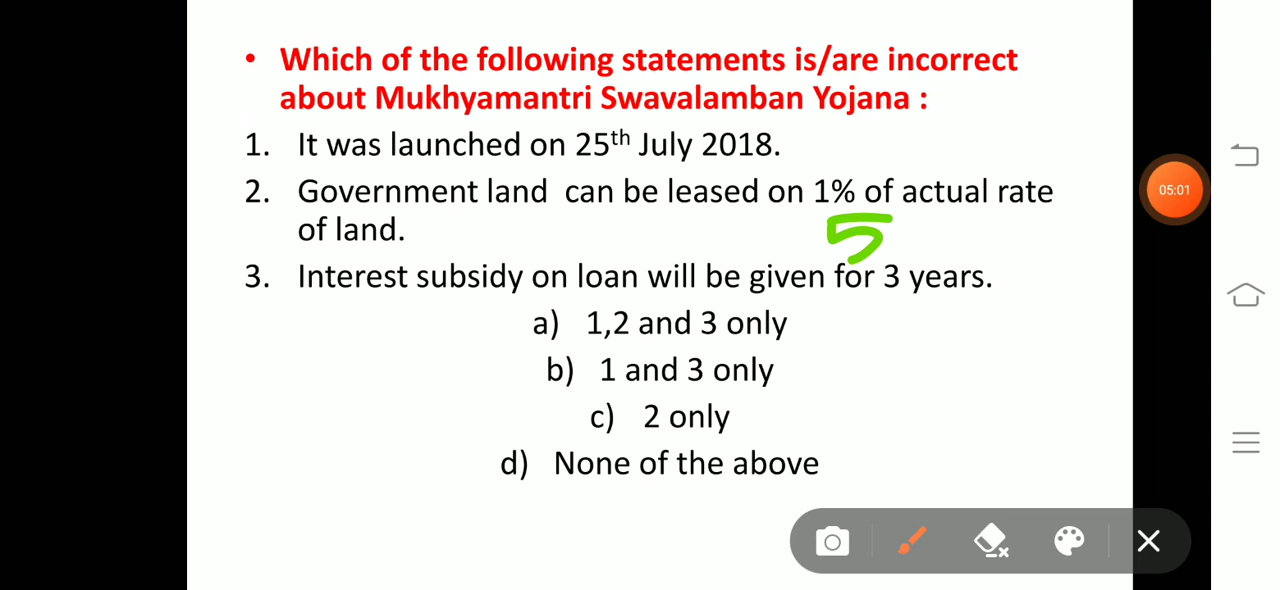 • Which of the following statements is/are incorrect
about Mukhyamantri Swavalamban Yojana :
1. It was launched on 25th July 2018.
2. Government land can be leased on 1% of actual rate
of land.
5
3. Interest subsidy on loan will be given for 3 years.
a) 1,2 and 3 only
b) 1 and 3 only
c) 2 only
d) None of the above
05:01